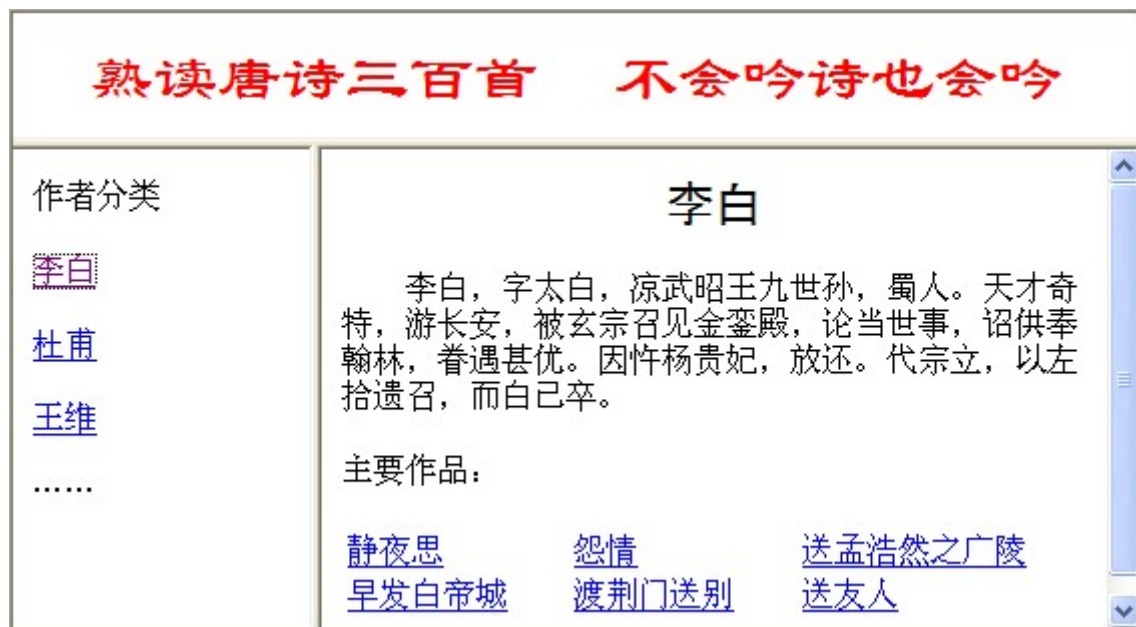 熟读唐诗三百首 不会吟诗也会吟
作者分类
李白
杜甫
王维
……
李白
李白，字太白，凉武昭王九世孙，蜀人。天才奇
特，游长安，被玄宗召见金銮殿，论当世事，诏供奉
翰林，眷遇甚优。因忤杨贵妃，放还。代宗立，以左
拾遗召，而白已卒。
主要作品：
静夜思 怨情 送孟浩然之广陵
早发白帝城 渡荆门送别 送友人